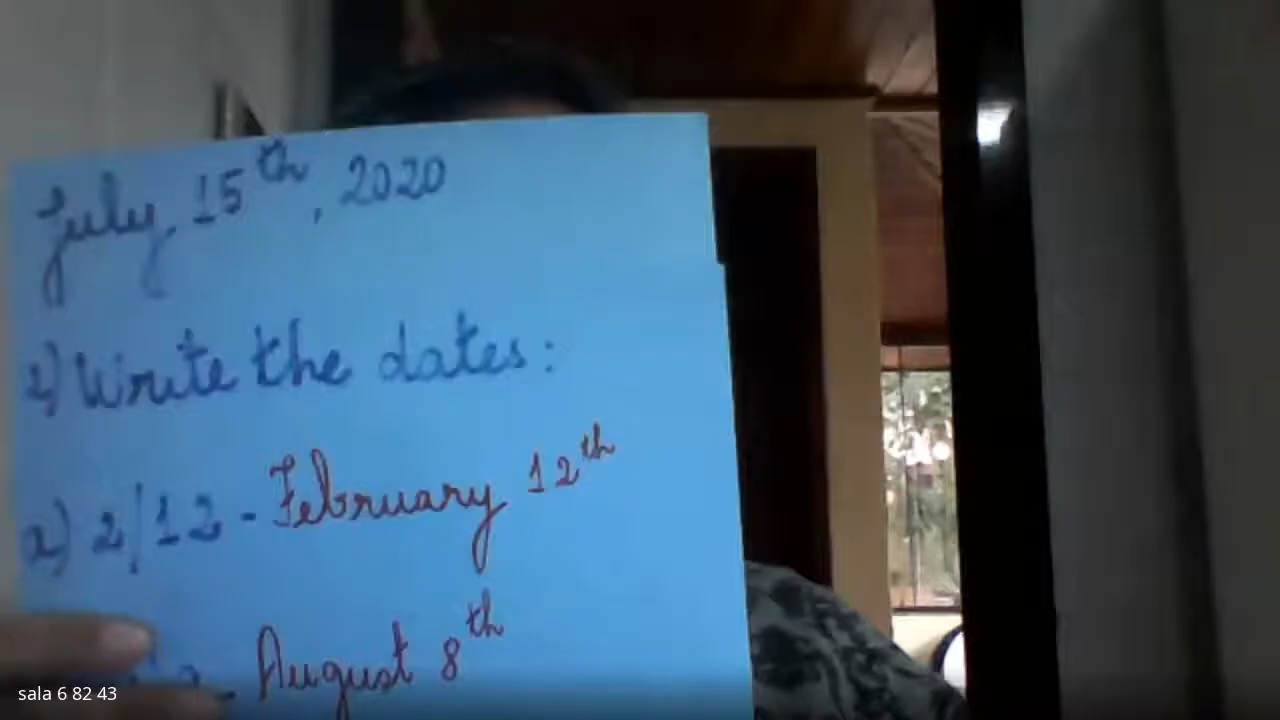 July, 15th, 2020
1) Write the dates:
a) 2/12 - February 12th
- August 8th
sala 6 82 43